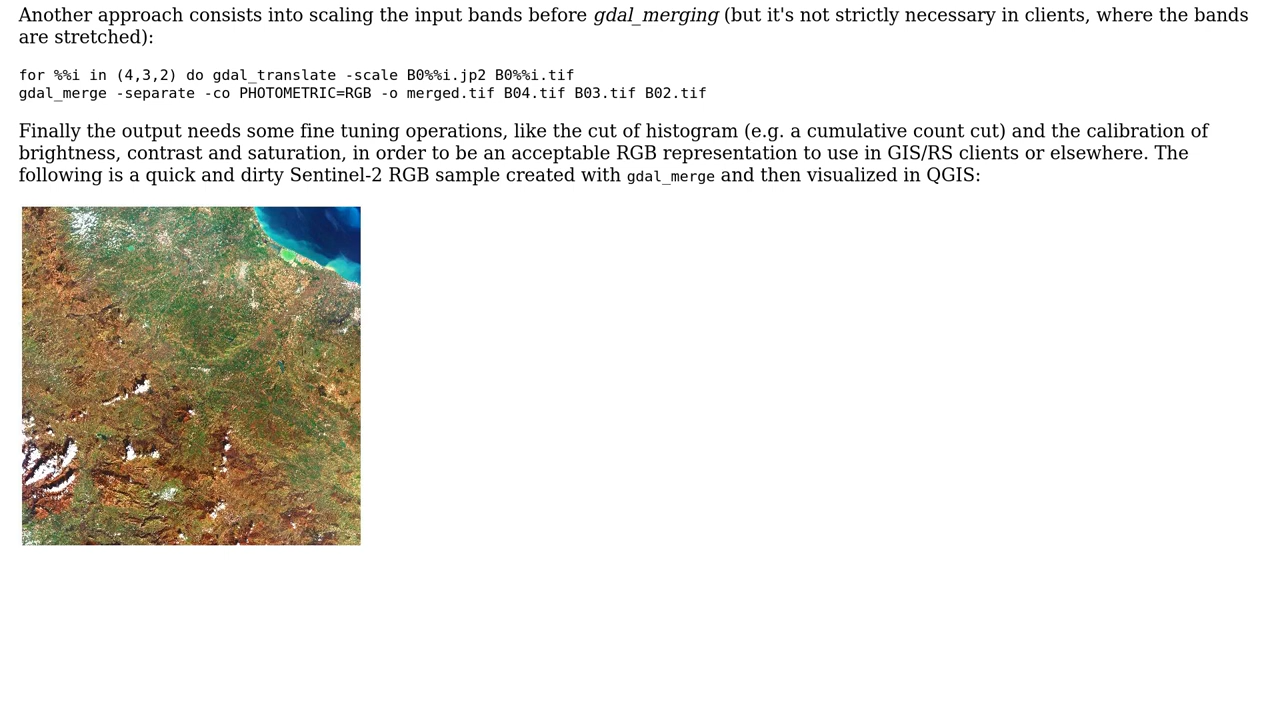 Another approach consists into scaling the input bands before gdal_merging (but it's not strictly necessary in clients, where the bands
are stretched):
for %%i in (4,3,2) do gdal_translate -scale B0%%i.jp2 B0%%i.tif
gdal_merge -separate -co PHOTOMETRIC=RGB -o merged.tif B04.tif B03.tif B02.tif
Finally the output needs some fine tuning operations, like the cut of histogram (e.g. a cumulative count cut) and the calibration of
brightness, contrast and saturation, in order to be an acceptable RGB representation to use in GIS/RS clients or elsewhere. The
following is a quick and dirty Sentinel-2 RGB sample created with gdal_merge and then visualized in QGIS: